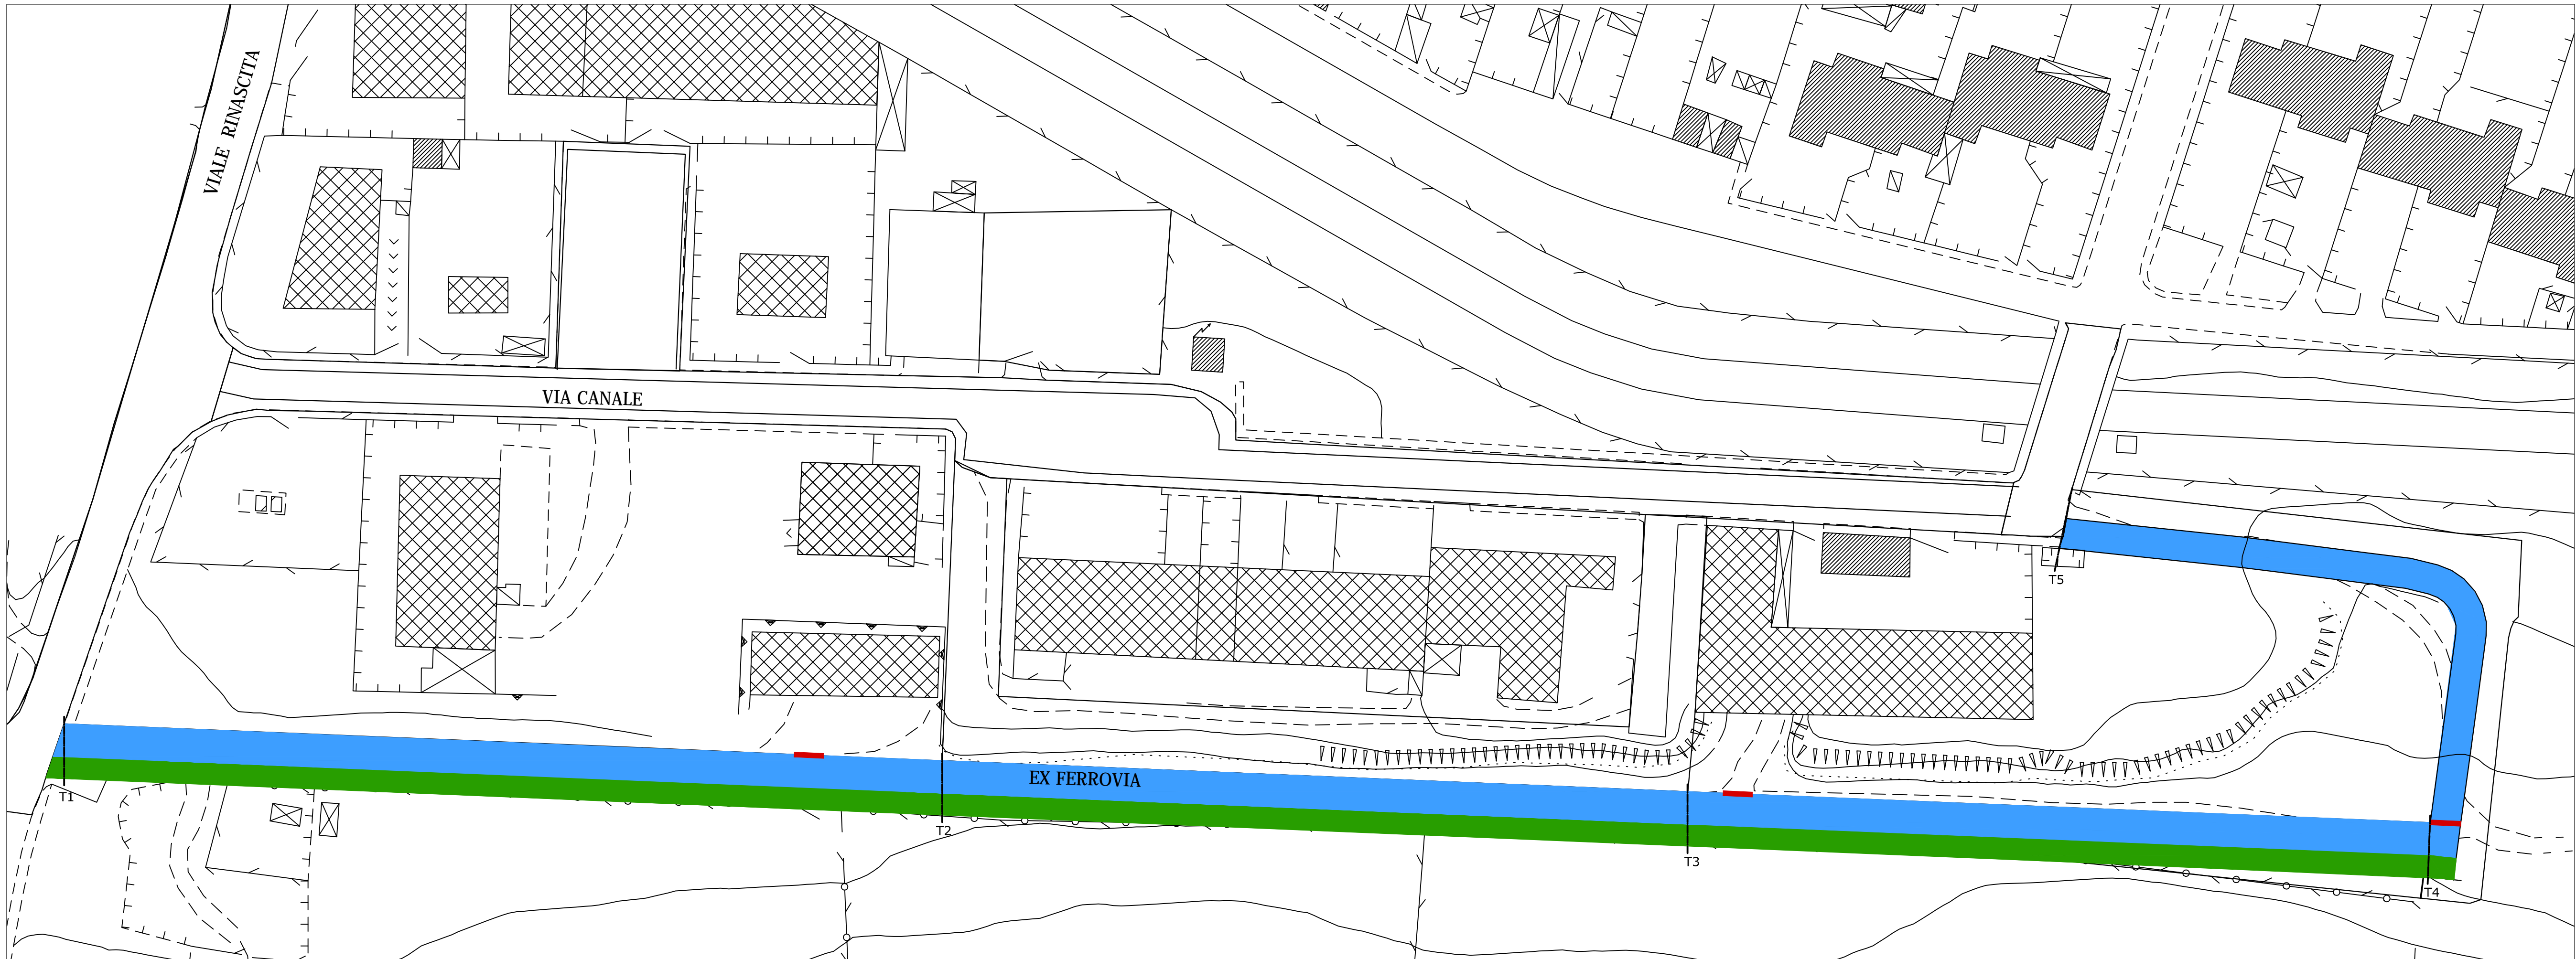 VIALE RINASCITA
VIA CANALE
T5
EX FERROVIA
T1
T2
T3
T4